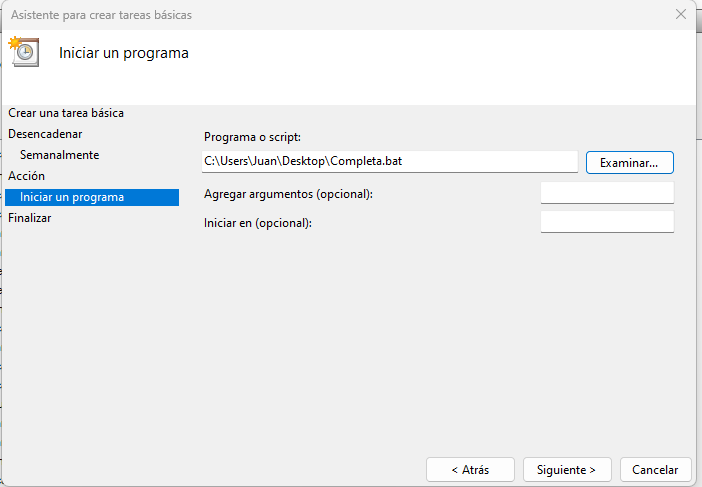 Asistente para crear tareas básicas
Iniciar un programa
Crear una tarea básica
Desencadenar
Semanalmente
Acción
Iniciar un programa
Finalizar
Programa o script:
C:\Users\Juan\Desktop\Completa.bat
Examinar...
Agregar argumentos (opcional):
Iniciar en (opcional):
< Atrás
Siguiente >
Cancelar